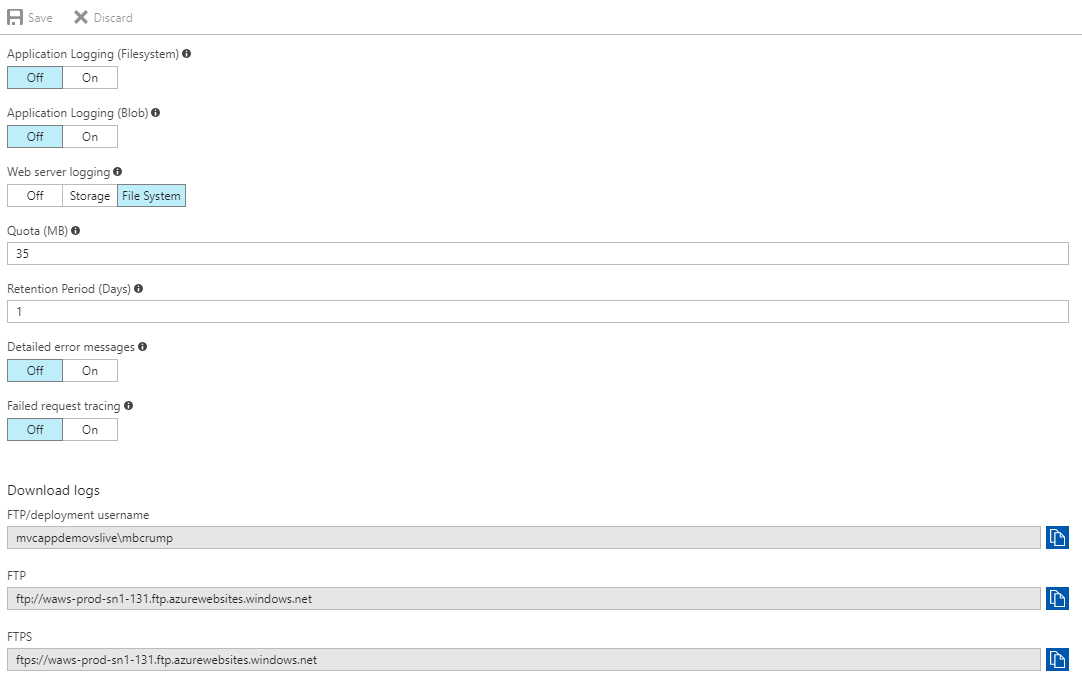 Save Discard
Application Logging (Filesystem)
Off On
Application Logging (Blob)
Off On
Web server logging
Off Storage File System
Quota (MB)
35
Retention Period (Days)
1
Detailed error messages
Off On
Failed request tracing
Off On
Download logs
FTP/deployment username
mvcappdemovslive\mbcrump
FTP
ftp://waws-prod-sn1-131.ftp.azurewebsites.windows.net
FTPS
ftps://waws-prod-sn1-131.ftp.azurewebsites.windows.net